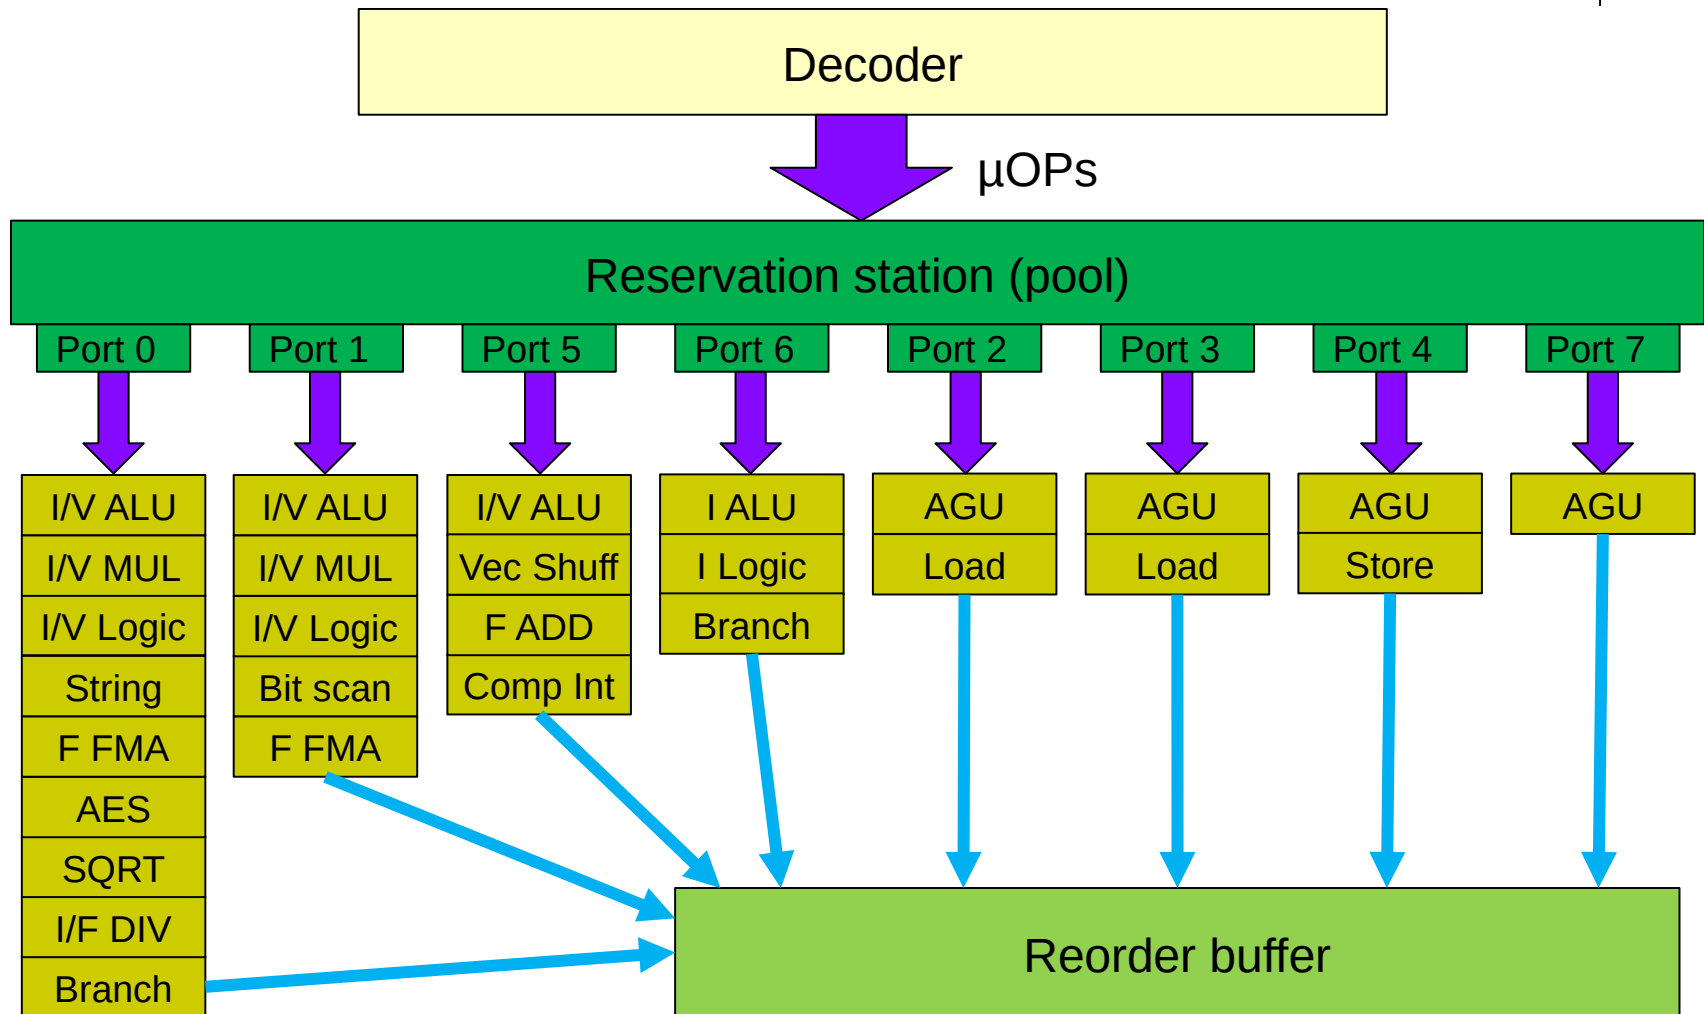 Decoder
µOPs
Reservation station (pool)
Port 0
Port 1
Port 5
Port 6
Port 2
Port 3
Port 4
Port 7
I/V ALU
I/V MUL
I/V Logic
String
F FMA
AES
SQRT
I/F DIV
Branch
I/V ALU
I/V MUL
I/V Logic
Bit scan
F FMA
I/V ALU
Vec Shuff
F ADD
Comp Int
I ALU
I Logic
Branch
AGU
Load
AGU
Load
AGU
Store
AGU
Reorder buffer